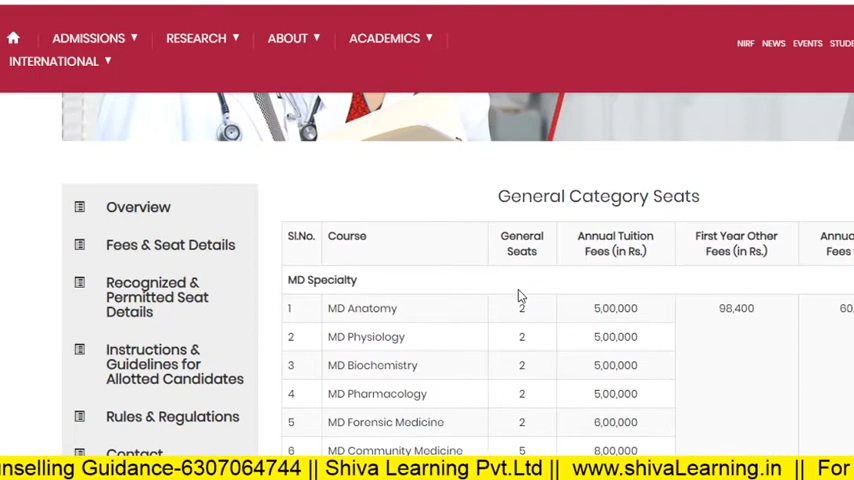 ADMISSIONS ▼ RESEARCH ▼ ABOUT ▼ ACADEMICS ▼
NIRF NEWS EVENTS
INTERNATIONAL ▼
General Category Seats
Overview
Fees & Seat Details
Recognized &
Permitted Seat
Details
Instructions &
Guidelines for
Allotted Candidates
Rules & Regulations
Contact
Sl.No. Course General Seats Annual Tuition Fees (in Rs.) First Year Other Fees (in Rs.) Fees
MD Specialty
1 MD Anatomy 2 5,00,000 98,400
2 MD Physiology 2 5,00,000
3 MD Biochemistry 2 5,00,000
4 MD Pharmacology 2 5,00,000
5 MD Forensic Medicine 2 6,00,000
6 MD Community Medicine 5 8,00,000
nselling Guidance-6307064744 || Shiva Learning Pvt.Ltd || www.shivaLearning.in || For